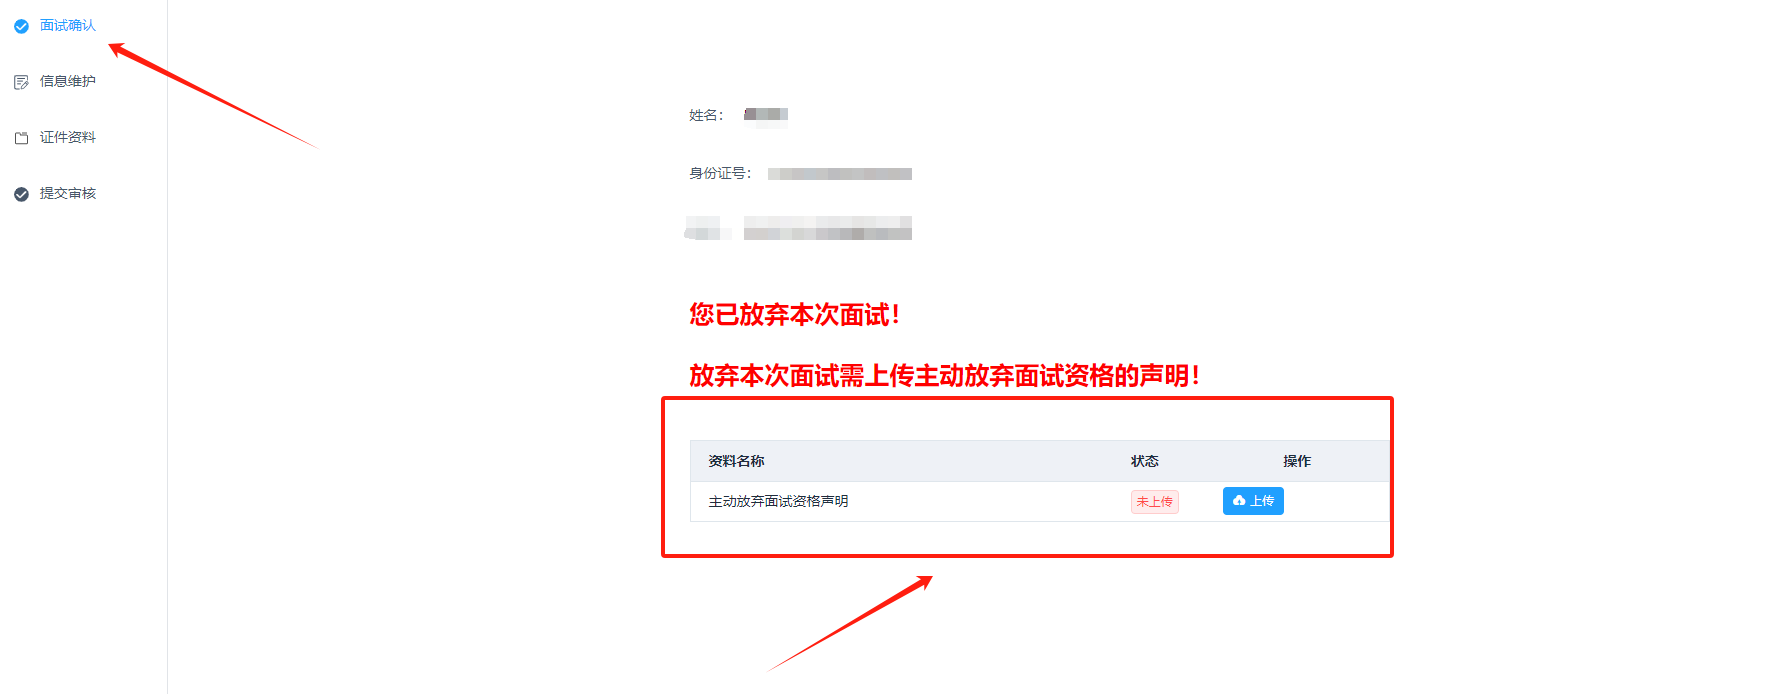 面试确认
信息维护
证件资料
提交审核
姓名：
身份证号：
您已放弃本次面试！
放弃本次面试需上传主动放弃面试资格的声明！
资料名称 状态 操作
主动放弃面试资格声明 未上传 上传